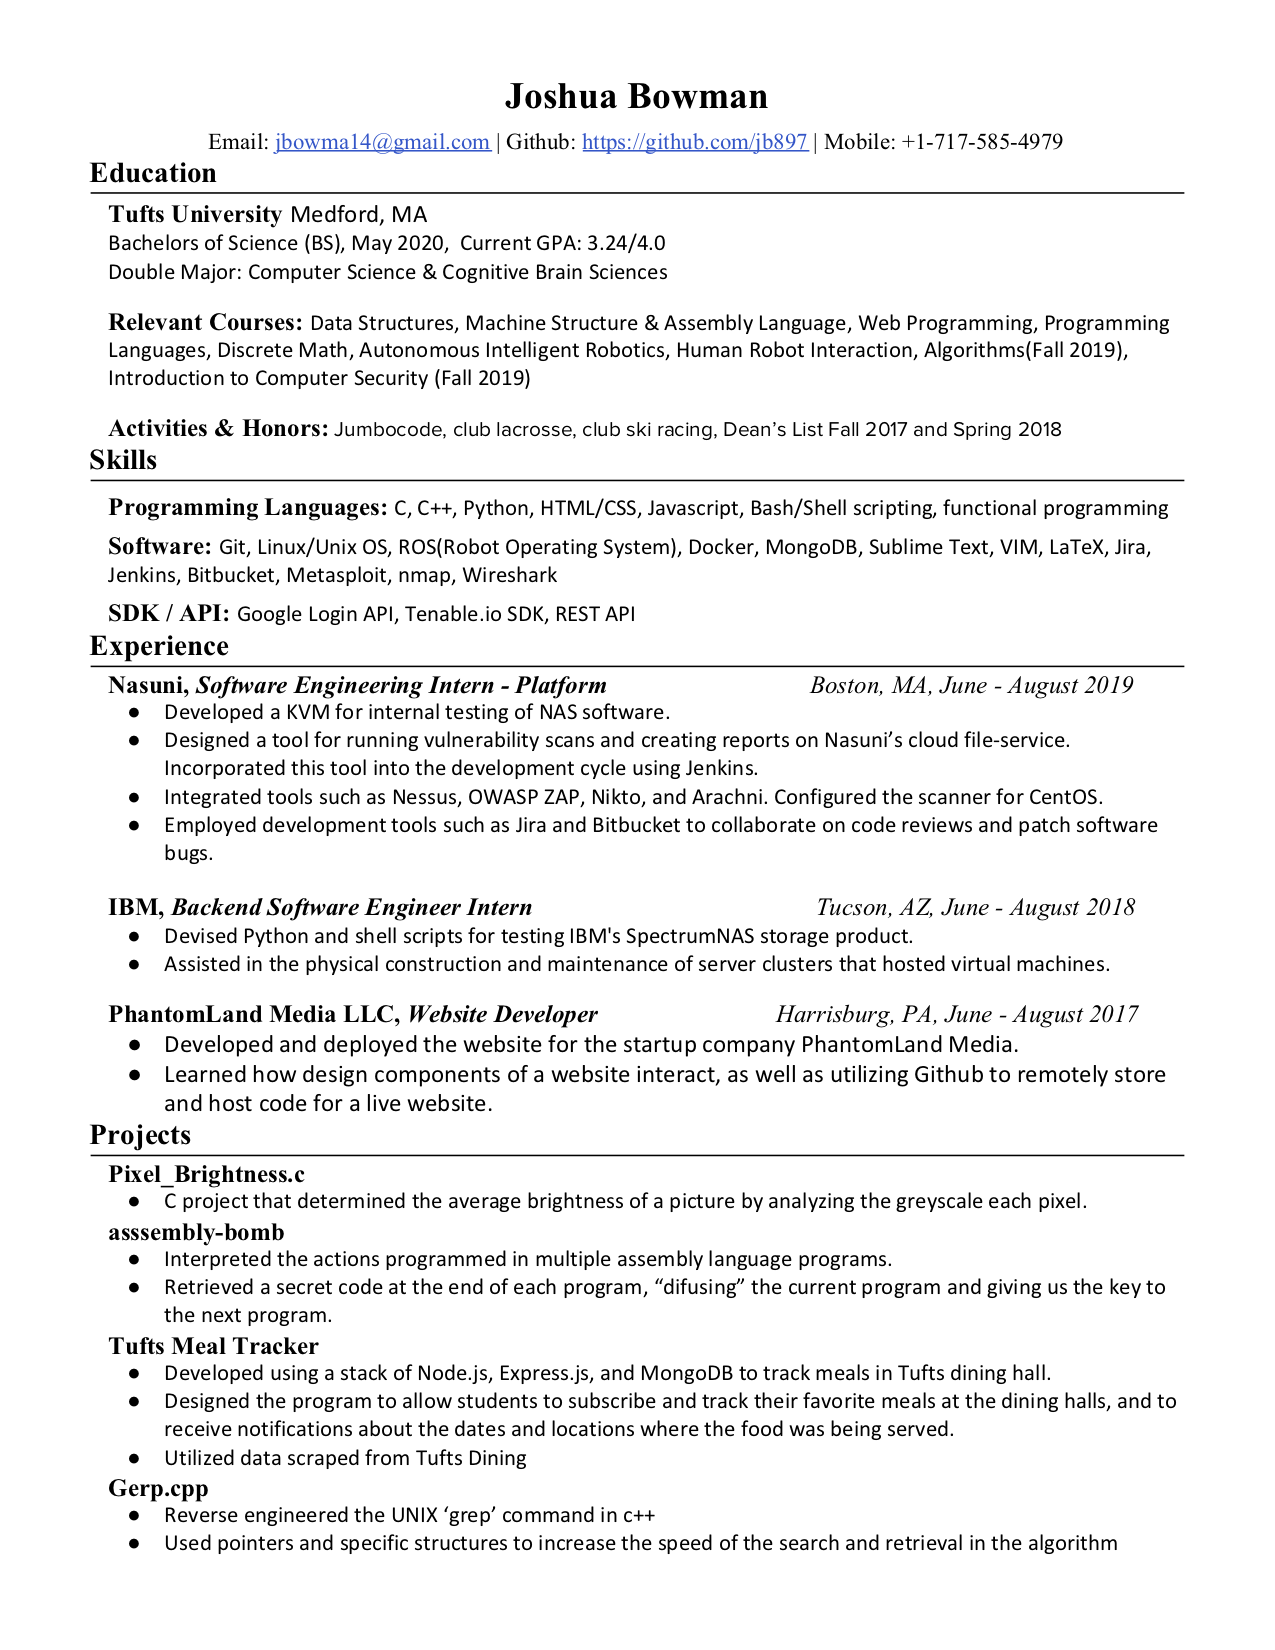 Joshua Bowman
Email: jbowma14@gmail.com | Github: https://github.com/jb897 | Mobile: +1-717-585-4979
Education
Tufts University Medford, MA
Bachelors of Science (BS), May 2020,  Current GPA: 3.24/4.0
Double Major: Computer Science & Cognitive Brain Sciences
Relevant Courses: Data Structures, Machine Structure & Assembly Language, Web Programming, Programming
Languages, Discrete Math, Autonomous Intelligent Robotics, Human Robot Interaction, Algorithms(Fall 2019),
Introduction to Computer Security (Fall 2019)
Activities & Honors: Jumbocode, club lacrosse, club ski racing, Dean’s List Fall 2017 and Spring 2018
Skills
Programming Languages: C, C++, Python, HTML/CSS, Javascript, Bash/Shell scripting, functional programming
Software: Git, Linux/Unix OS, ROS(Robot Operating System), Docker, MongoDB, Sublime Text, VIM, LaTeX, Jira,
Jenkins, Bitbucket, Metasploit, nmap, Wireshark
SDK / API: Google Login API, Tenable.io SDK, REST API
Experience
Nasuni, Software Engineering Intern - Platform Boston, MA, June - August 2019
● Developed a KVM for internal testing of NAS software.
● Designed a tool for running vulnerability scans and creating reports on Nasuni’s cloud file-service.
Incorporated this tool into the development cycle using Jenkins.
● Integrated tools such as Nessus, OWASP ZAP, Nikto, and Arachni. Configured the scanner for CentOS.
● Employed development tools such as Jira and Bitbucket to collaborate on code reviews and patch software
bugs.
IBM, Backend Software Engineer Intern Tucson, AZ, June - August 2018
● Devised Python and shell scripts for testing IBM's SpectrumNAS storage product.
● Assisted in the physical construction and maintenance of server clusters that hosted virtual machines.
PhantomLand Media LLC, Website Developer Harrisburg, PA, June - August 2017
● Developed and deployed the website for the startup company PhantomLand Media.
● Learned how design components of a website interact, as well as utilizing Github to remotely store
and host code for a live website.
Projects
Pixel_Brightness.c
● C project that determined the average brightness of a picture by analyzing the greyscale each pixel.
asssembly-bomb
● Interpreted the actions programmed in multiple assembly language programs.
● Retrieved a secret code at the end of each program, “difusing” the current program and giving us the key to
the next program.
Tufts Meal Tracker
● Developed using a stack of Node.js, Express.js, and MongoDB to track meals in Tufts dining hall.
● Designed the program to allow students to subscribe and track their favorite meals at the dining halls, and to
receive notifications about the dates and locations where the food was being served.
● Utilized data scraped from Tufts Dining
Gerp.cpp
● Reverse engineered the UNIX ‘grep’ command in c++
● Used pointers and specific structures to increase the speed of the search and retrieval in the algorithm